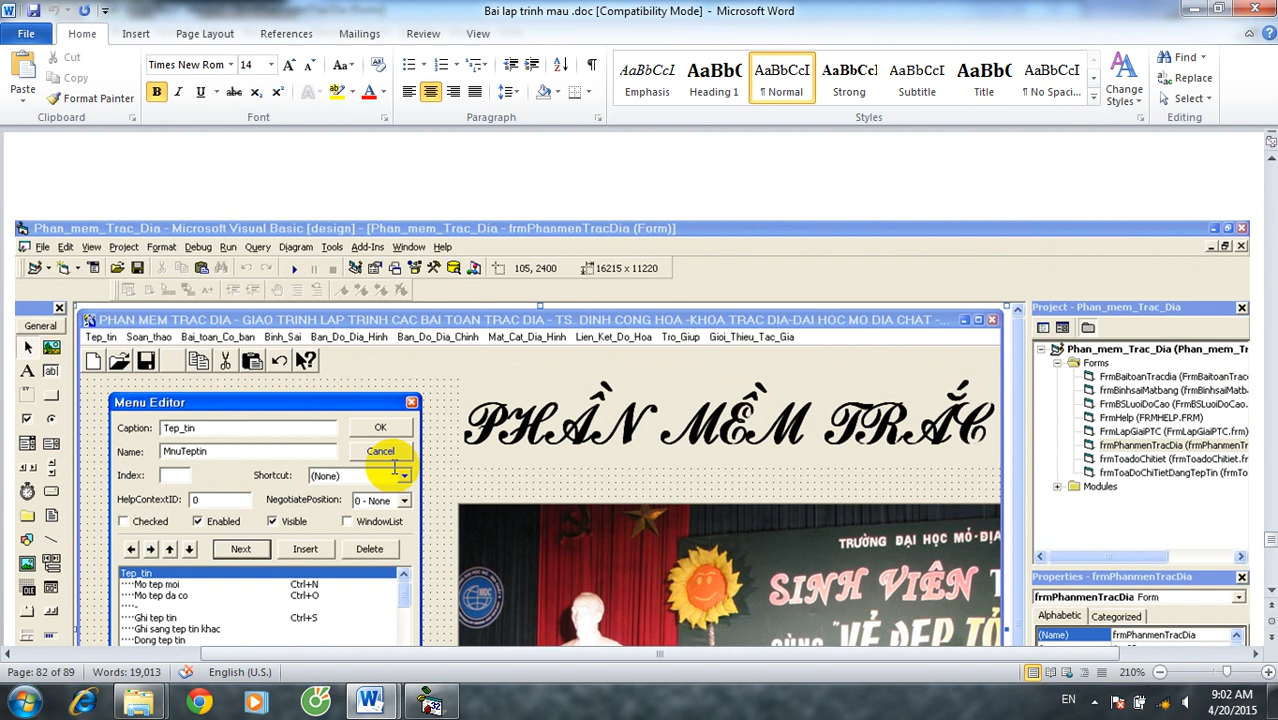 Bai lap trinh mau .doc [Compatibility Mode] - Microsoft Word
File Home Insert Page Layout References Mailings Review View
Paste
Cut
Copy
Format Painter
Clipboard
Times New Rom 14
B I U abc x₂ x² A
Font
Paragraph
AaBbCcI AaBb( AaBbCcI AaBbCcI AaBbCcI AaBb( AaBbCcI
Emphasis Heading 1 ¶ Normal Strong Subtitle Title ¶ No Spaci...
Change Styles
Styles
Find
Replace
Select
Editing
Phan_mem_Trac_Dia - Microsoft Visual Basic [design] - [Phan_mem_Trac_Dia - frmPhanmenTracDia (Form)]
File Edit View Project Format Debug Run Query Diagram Tools Add-Ins Window Help
105, 2400 16215 x 11220
General
PHAN MEM TRAC DIA - GIAO TRINH LAP TRINH CAC BAI TOAN TRAC DIA - TS. DINH CONG HOA -KHOA TRAC DIA-DAI HOC MO DIA CHAT -...
Tep_tin Soan_thao Bai_toan_Co_ban Binh_Sai Ban_Do_Dia_Hinh Ban_Do_Dia_Chinh Mat_Cat_Dia_Hinh Lien_Ket_Do_Hoa Tro_Giup Gioi_Thieu_Tac_Gia
PHẦN MỀM TRẮC
Menu Editor
Caption: Tep_tin OK
Name: MnuTeptin Cancel
Index: Shortcut: (None)
HelpContextID: 0 NegotiatePosition: 0 - None
Checked Enabled Visible WindowList
Next Insert Delete
Tep_tin
····Mo tep moi Ctrl+N
····Mo tep da co Ctrl+O
····-
····Ghi tep tin Ctrl+S
····Ghi sang tep tin khac
····Dong tep tin
TRƯỜNG ĐẠI HỌC MỎ-ĐỊA
SINH VIÊN T
CÙNG "VẺ ĐẸP TỎ
Project - Phan_mem_Trac_Dia
Phan_mem_Trac_Dia (Phan_mem_Tr
Forms
FrmBaitoanTracdia (FrmBaitoanTrac
FrmBinhsaiMatbang (FrmBinhsaiMat
FrmBSLuoiDoCao (FrmBSLuoiDoCao.
FrmHelp (FRMHELP.FRM)
FrmLapGiaiPTC (FrmLapGiaiPTC.frm)
frmPhanmenTracDia (frmPhanmenTr
frmToaDoChitiet (frmToaDoChitiet.fr
frmToaDoChiTietDangTepTin (frmToa
Modules
Properties - frmPhanmenTracDia
frmPhanmenTracDia Form
Alphabetic Categorized
(Name) frmPhanmenTracDia
Page: 82 of 89 Words: 19,013 English (U.S.) 210%
EN
9:02 AM
4/20/2015